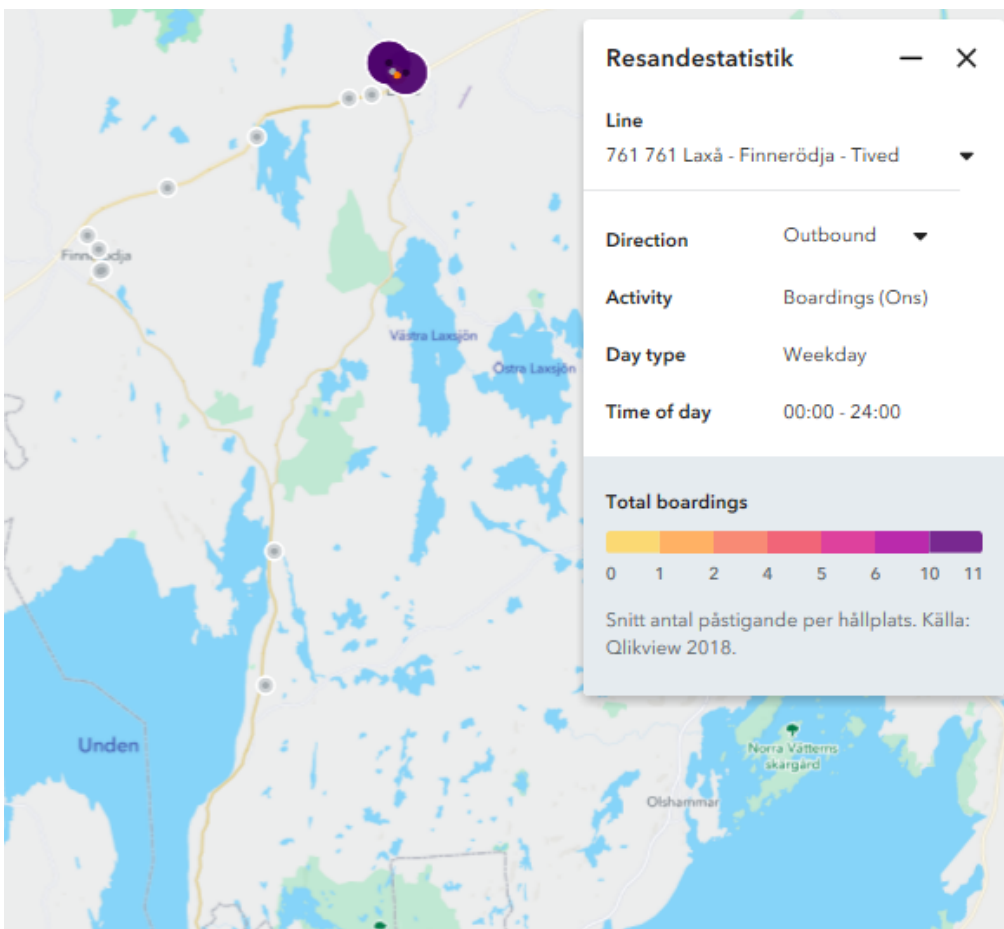 Resandestatistik
Line
761 761 Laxå - Finnerödja - Tived
Direction
Outbound
Activity
Boardings (Ons)
Day type
Weekday
Time of day
00:00 - 24:00
Total boardings
0 1 2 4 5 6 10 11
Snitt antal påstigande per hållplats. Källa:
Qlikview 2018.
Västra Laxsjön
Östra Laxsjön
Unden
Norra Vätterns
skärgård
Olshammar